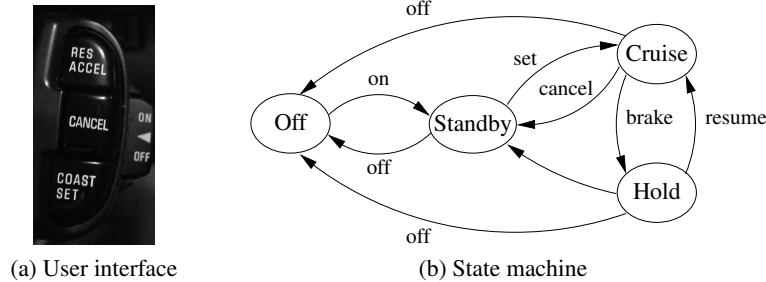 RES
ACCEL
CANCEL
COAST
SET
ON
OFF
(a) User interface
off
on
off
set
cancel
brake
resume
off
Off
Standby
Cruise
Hold
(b) State machine